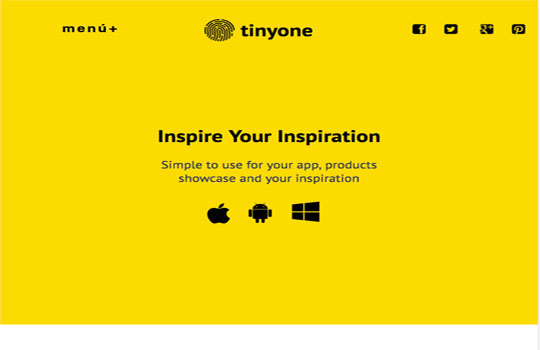 menú+
tinyone
Inspire Your Inspiration
Simple to use for your app, products
showcase and your inspiration